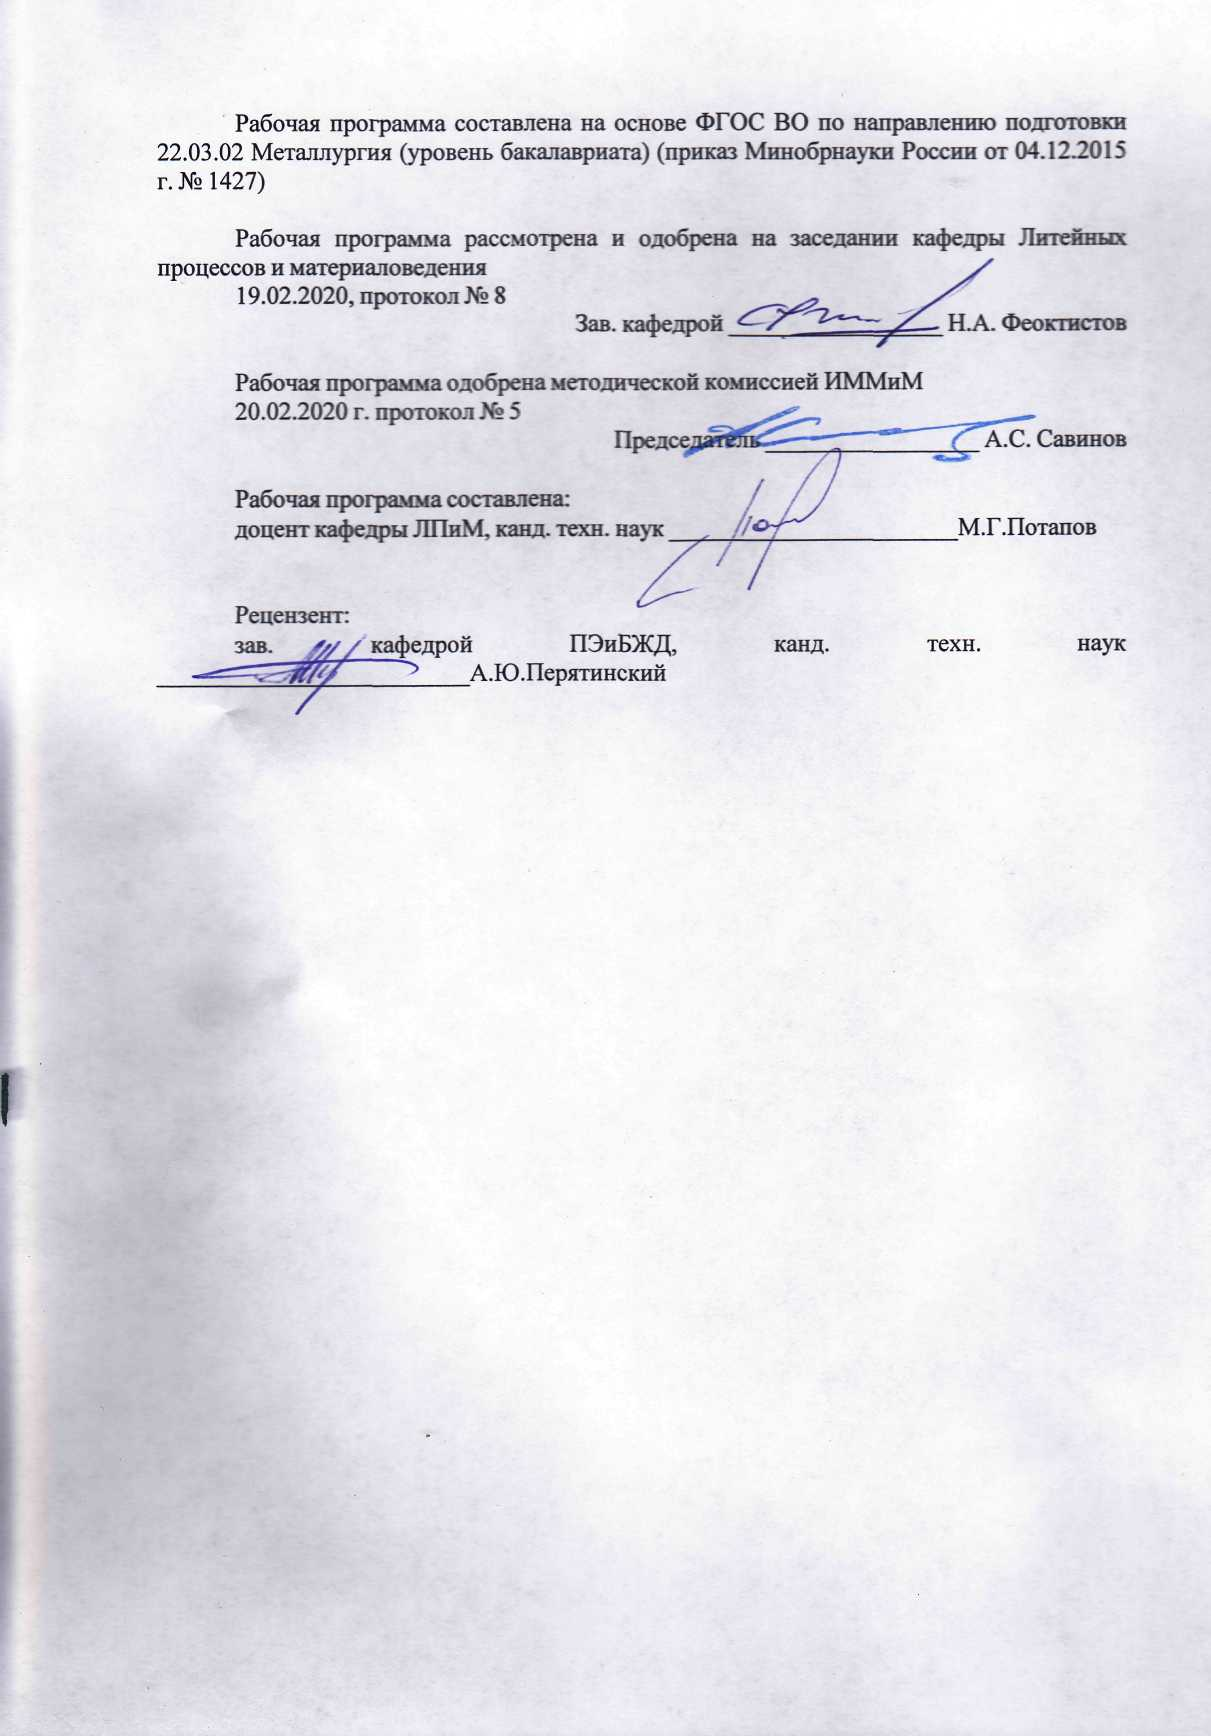 Рабочая программа составлена на основе ФГОС ВО по направлению подготовки
22.03.02 Металлургия (уровень бакалавриата) (приказ Минобрнауки России от 04.12.2015
г. № 1427)
Рабочая программа рассмотрена и одобрена на заседании кафедры Литейных
процессов и материаловедения
19.02.2020, протокол № 8
Зав. кафедрой _________________ Н.А. Феоктистов
Рабочая программа одобрена методической комиссией ИММиМ
20.02.2020 г. протокол № 5
Председатель _________________ А.С. Савинов
Рабочая программа составлена:
доцент кафедры ЛПиМ, канд. техн. наук _______________________М.Г.Потапов
Рецензент:
зав. кафедрой ПЭиБЖД, канд. техн. наук
_________________________А.Ю.Перятинский